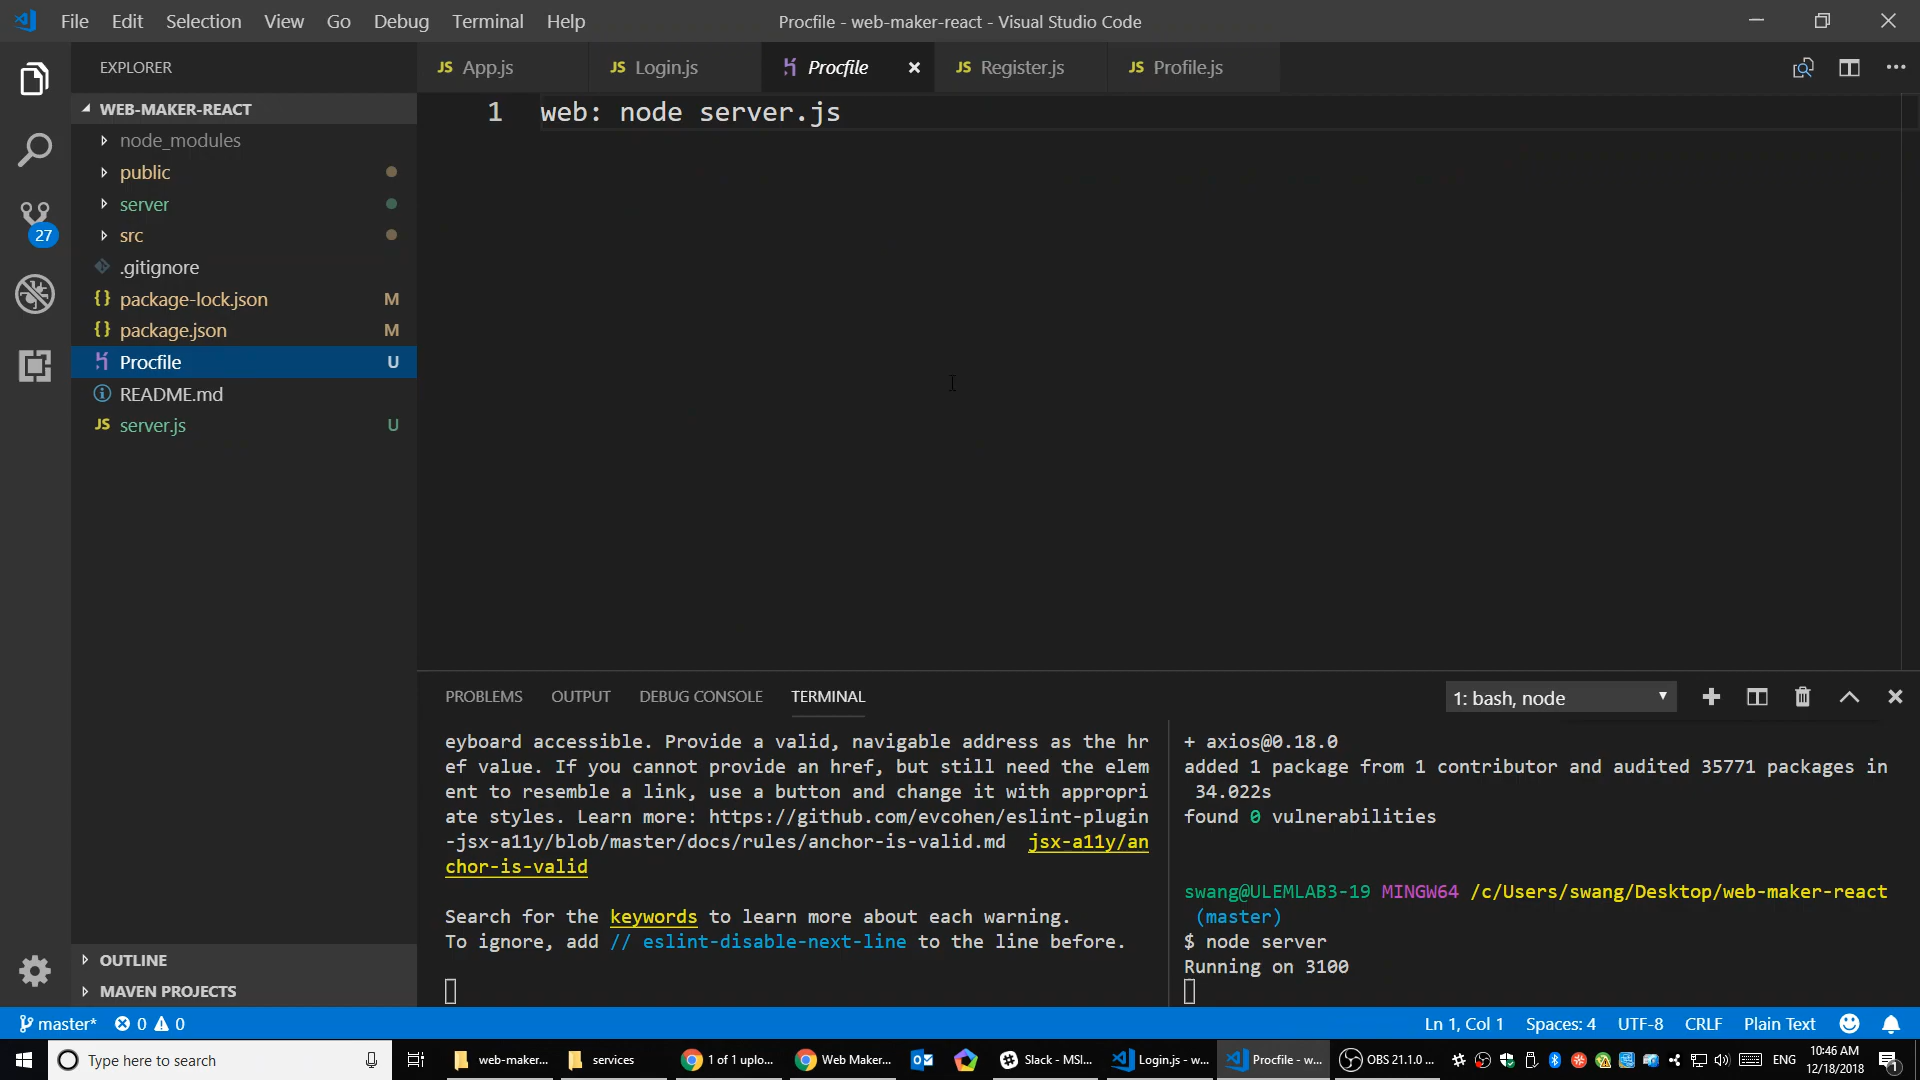 File Edit Selection View Go Debug Terminal Help
Procfile - web-maker-react - Visual Studio Code
EXPLORER
JS App.js
JS Login.js
Procfile
JS Register.js
JS Profile.js
WEB-MAKER-REACT
node_modules
public
server
src
.gitignore
{} package-lock.json M
{} package.json M
Procfile U
README.md
JS server.js U
27
1 web: node server.js
OUTLINE
MAVEN PROJECTS
PROBLEMS OUTPUT DEBUG CONSOLE TERMINAL
1: bash, node
eyboard accessible. Provide a valid, navigable address as the hr
ef value. If you cannot provide an href, but still need the elem
ent to resemble a link, use a button and change it with appropri
ate styles. Learn more: https://github.com/evcohen/eslint-plugin
-jsx-a11y/blob/master/docs/rules/anchor-is-valid.md jsx-a11y/an
chor-is-valid
Search for the keywords to learn more about each warning.
To ignore, add // eslint-disable-next-line to the line before.
+ axios@0.18.0
added 1 package from 1 contributor and audited 35771 packages in
34.022s
found 0 vulnerabilities
swang@ULEMLAB3-19 MINGW64 /c/Users/swang/Desktop/web-maker-react
(master)
$ node server
Running on 3100
master* 0 0
Ln 1, Col 1 Spaces: 4 UTF-8 CRLF Plain Text
Type here to search
web-maker...
services
1 of 1 uplo...
Web Maker...
Slack - MSI...
Login.js - w...
Procfile - w...
OBS 21.1.0 ...
ENG
10:46 AM
12/18/2018
1